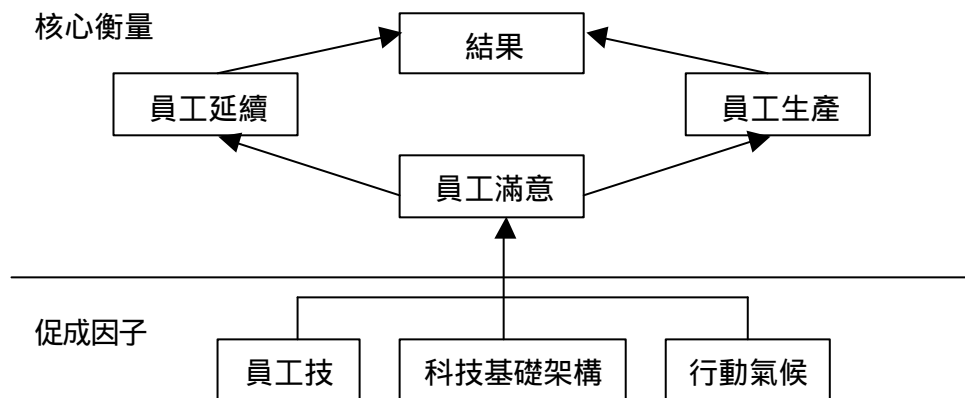 核心衡量
結果
員工延續
員工生產
員工滿意
促成因子
員工技
科技基礎架構
行動氣候